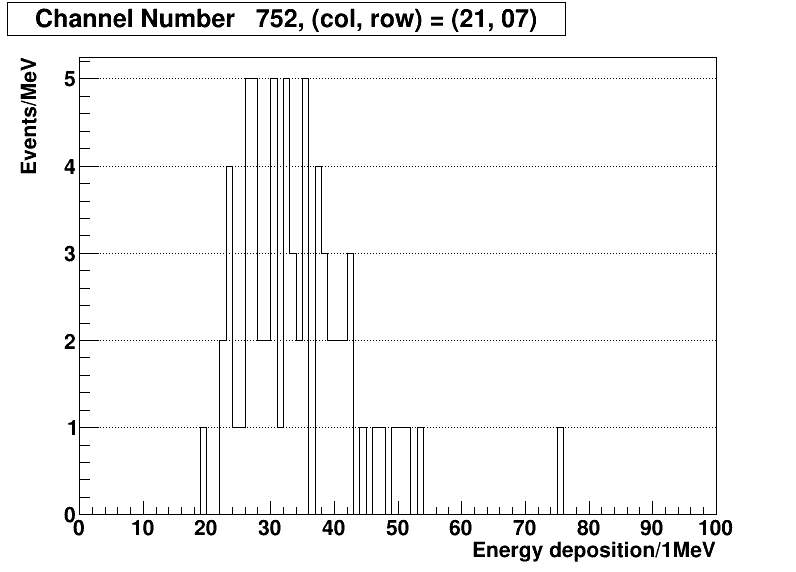 Channel Number 752, (col, row) = (21, 07)
Events/MeV
5
4
3
2
1
0
0 10 20 30 40 50 60 70 80 90 100
Energy deposition/1MeV